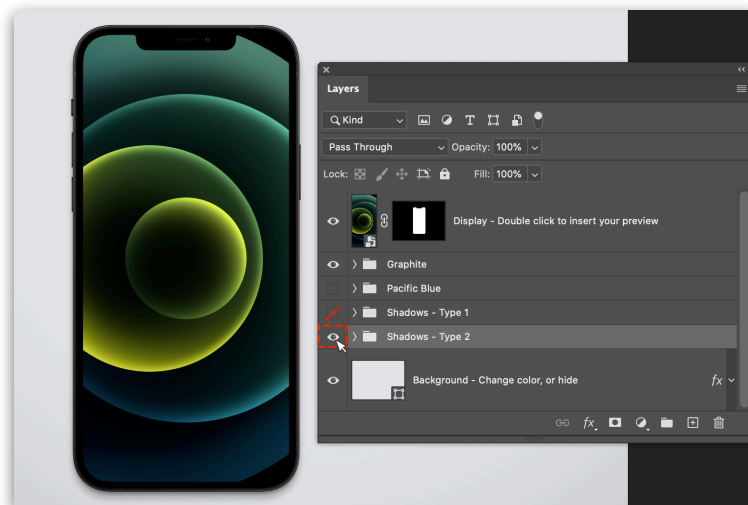 Layers
Kind
Pass Through Opacity: 100%
Lock: Fill: 100%
Display - Double click to insert your preview
Graphite
Pacific Blue
Shadows - Type 1
Shadows - Type 2
Background - Change color, or hide fx
fx